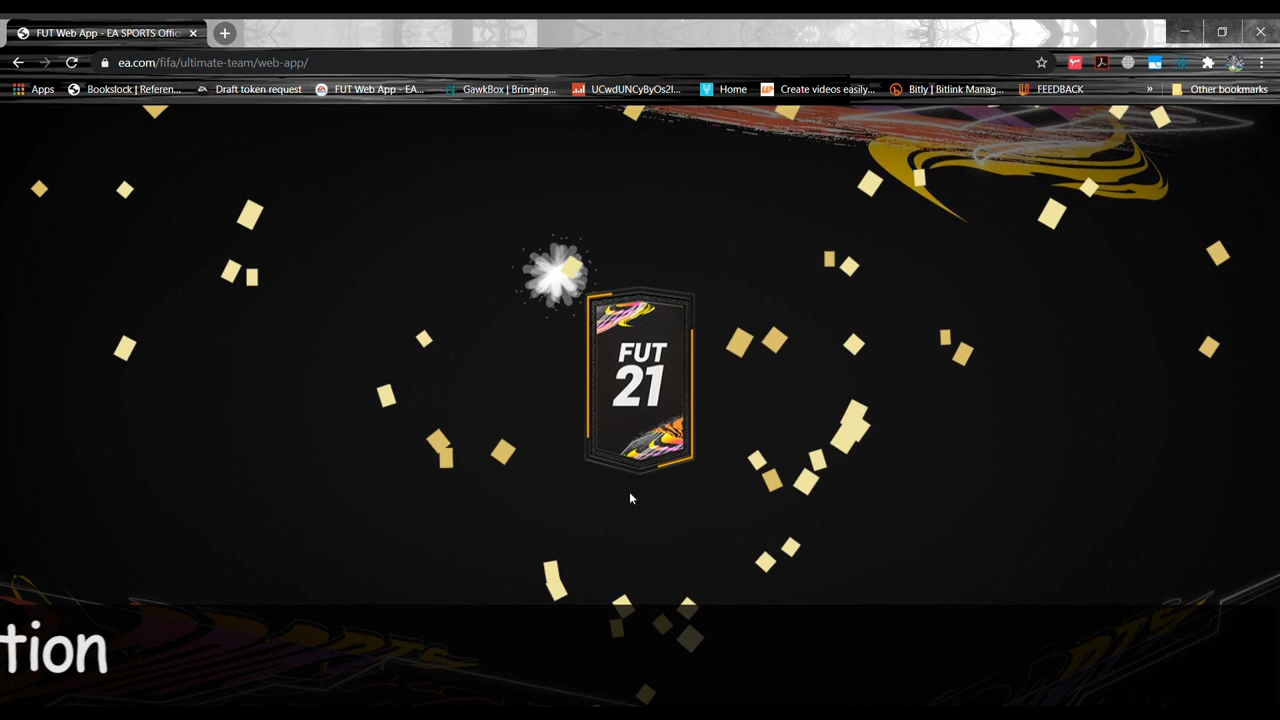 FUT Web App - EA SPORTS Offic
ea.com/fifa/ultimate-team/web-app/
Apps Bookslock | Referen... Draft token request FUT Web App - EA... GawkBox | Bringing... UCwdUNCyByOs2l... Home Create videos easily... Bitly | Bitlink Manag... FEEDBACK » Other bookmarks
FUT
21
tion